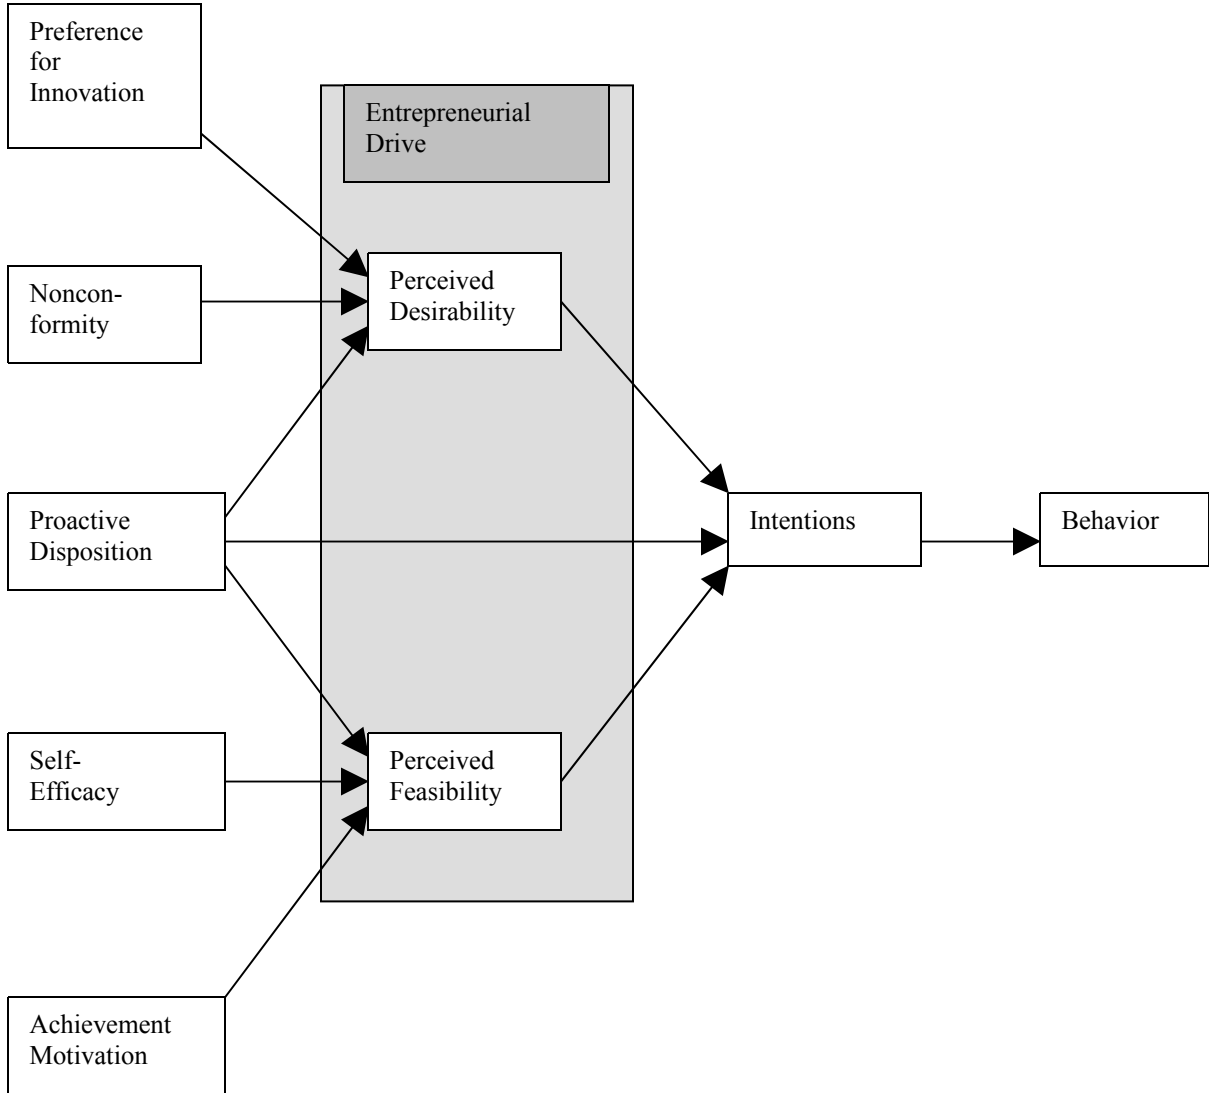 Preference
for
Innovation
Entrepreneurial
Drive
Noncon-
formity
Perceived
Desirability
Proactive
Disposition
Intentions
Behavior
Self-
Efficacy
Perceived
Feasibility
Achievement
Motivation